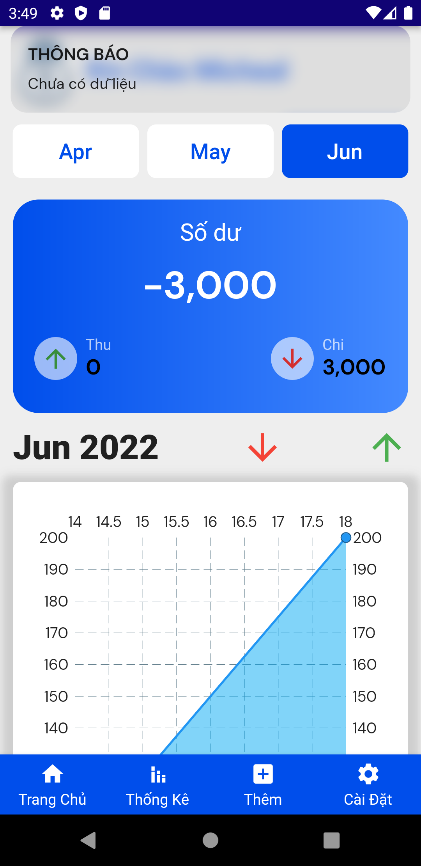 3:49
THÔNG BÁO
Chưa có dữ liệu
Apr May Jun
Số dư
-3,000
Thu Chi
0 3,000
Jun 2022
14 14.5 15 15.5 16 16.5 17 17.5 18
200 200
190 190
180 180
170 170
160 160
150 150
140 140
Trang Chủ Thống Kê Thêm Cài Đặt